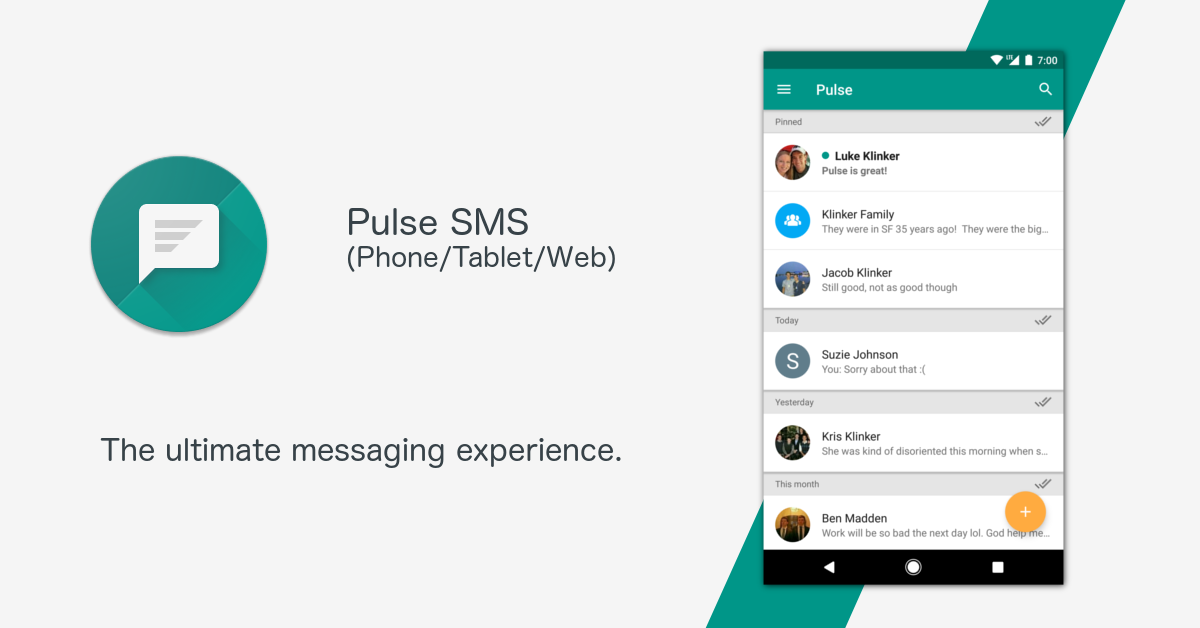 Pulse SMS
(Phone/Tablet/Web)
The ultimate messaging experience.
LTE 7:00
Pulse
Pinned
Luke Klinker
Pulse is great!
Klinker Family
They were in SF 35 years ago! They were the big...
Jacob Klinker
Still good, not as good though
Today
S
Suzie Johnson
You: Sorry about that :(
Yesterday
Kris Klinker
She was kind of disoriented this morning when s...
This month
Ben Madden
Work will be so bad the next day lol. God help me...